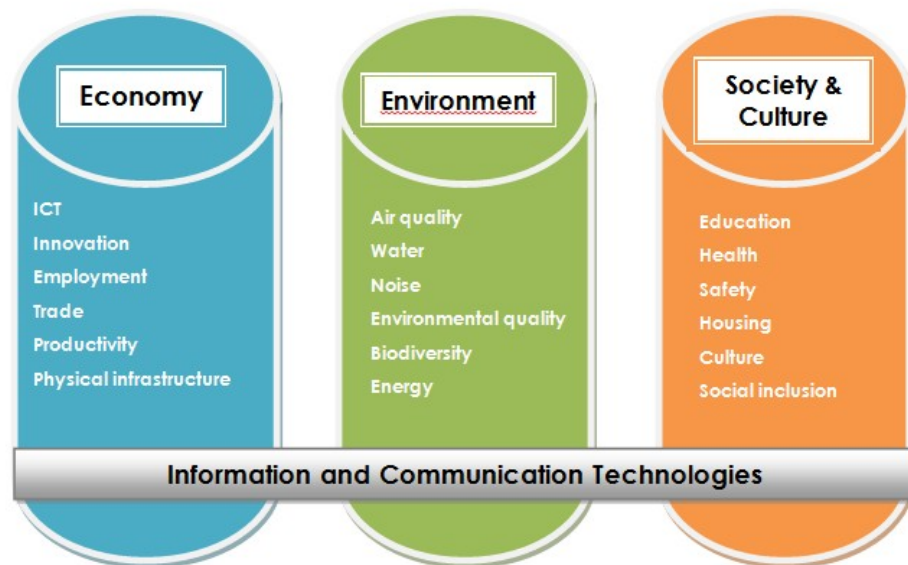 Economy
ICT
Innovation
Employment
Trade
Productivity
Physical infrastructure
Environment
Air quality
Water
Noise
Environmental quality
Biodiversity
Energy
Society &
Culture
Education
Health
Safety
Housing
Culture
Social inclusion
Information and Communication Technologies